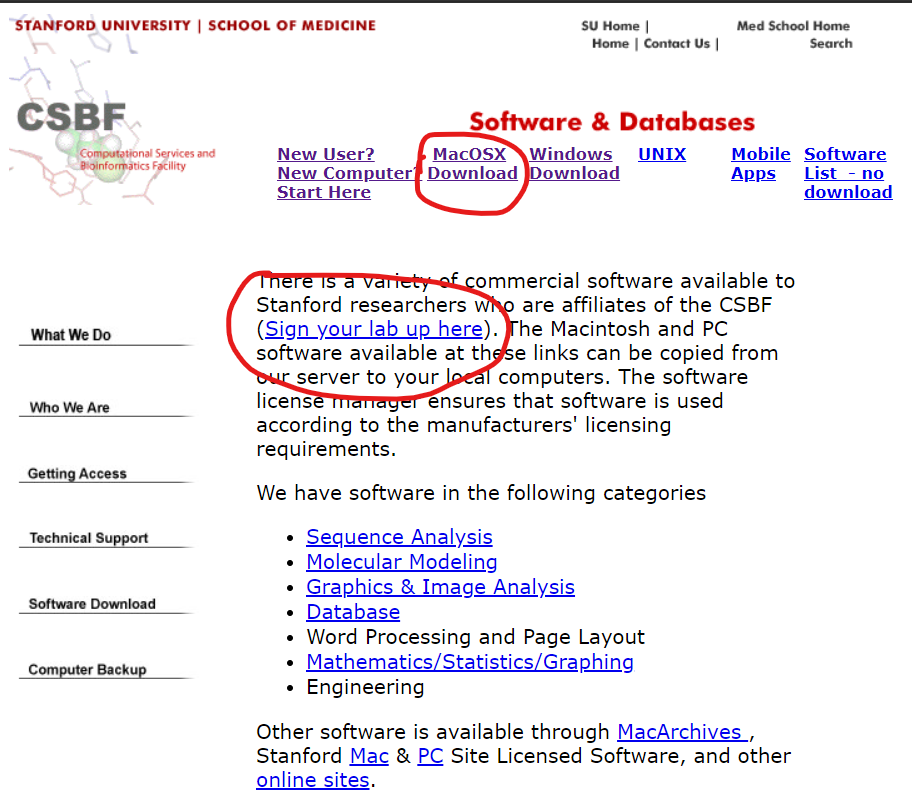 STANFORD UNIVERSITY | SCHOOL OF MEDICINE
SU Home |
Med School Home
Home | Contact Us |
Search
CSBF
Computational Services and
Bioinformatics Facility
Software & Databases
New User?
New Computer?
Start Here
MacOSX
Download
Windows
Download
UNIX
Mobile
Apps
Software
List - no
download
What We Do
Who We Are
Getting Access
Technical Support
Software Download
Computer Backup
There is a variety of commercial software available to
Stanford researchers who are affiliates of the CSBF
(Sign your lab up here). The Macintosh and PC
software available at these links can be copied from
our server to your local computers. The software
license manager ensures that software is used
according to the manufacturers' licensing
requirements.
We have software in the following categories
• Sequence Analysis
• Molecular Modeling
• Graphics & Image Analysis
• Database
• Word Processing and Page Layout
• Mathematics/Statistics/Graphing
• Engineering
Other software is available through MacArchives ,
Stanford Mac & PC Site Licensed Software, and other
online sites.